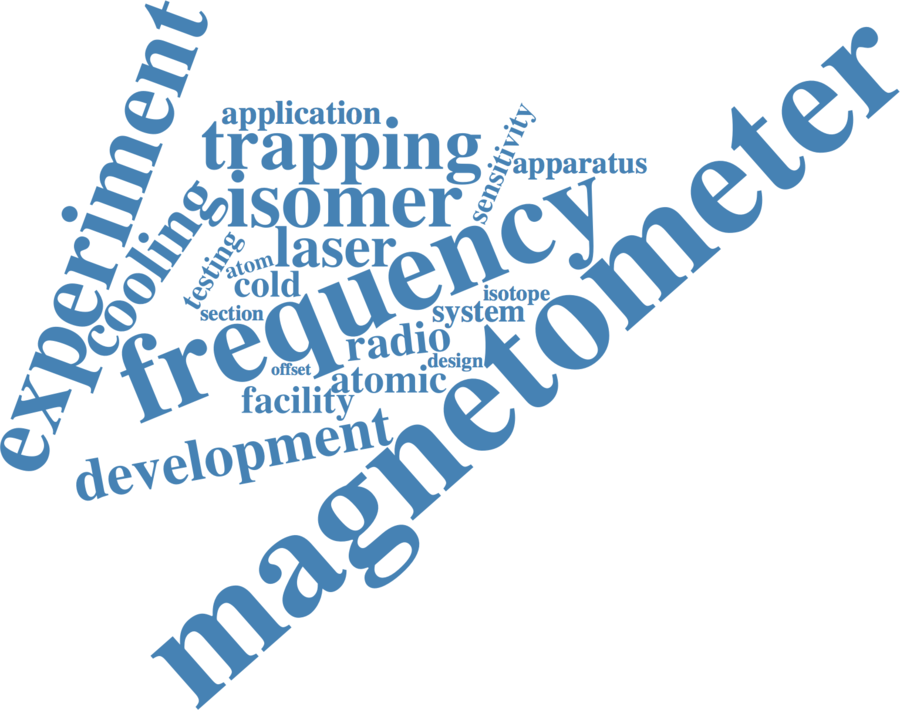 experiment
application
trapping
sensitivity
apparatus
magnetometer
cooling
isomer
testing
atom
laser
frequency
cold
section
isotope
system
radio
offset
design
atomic
facility
development